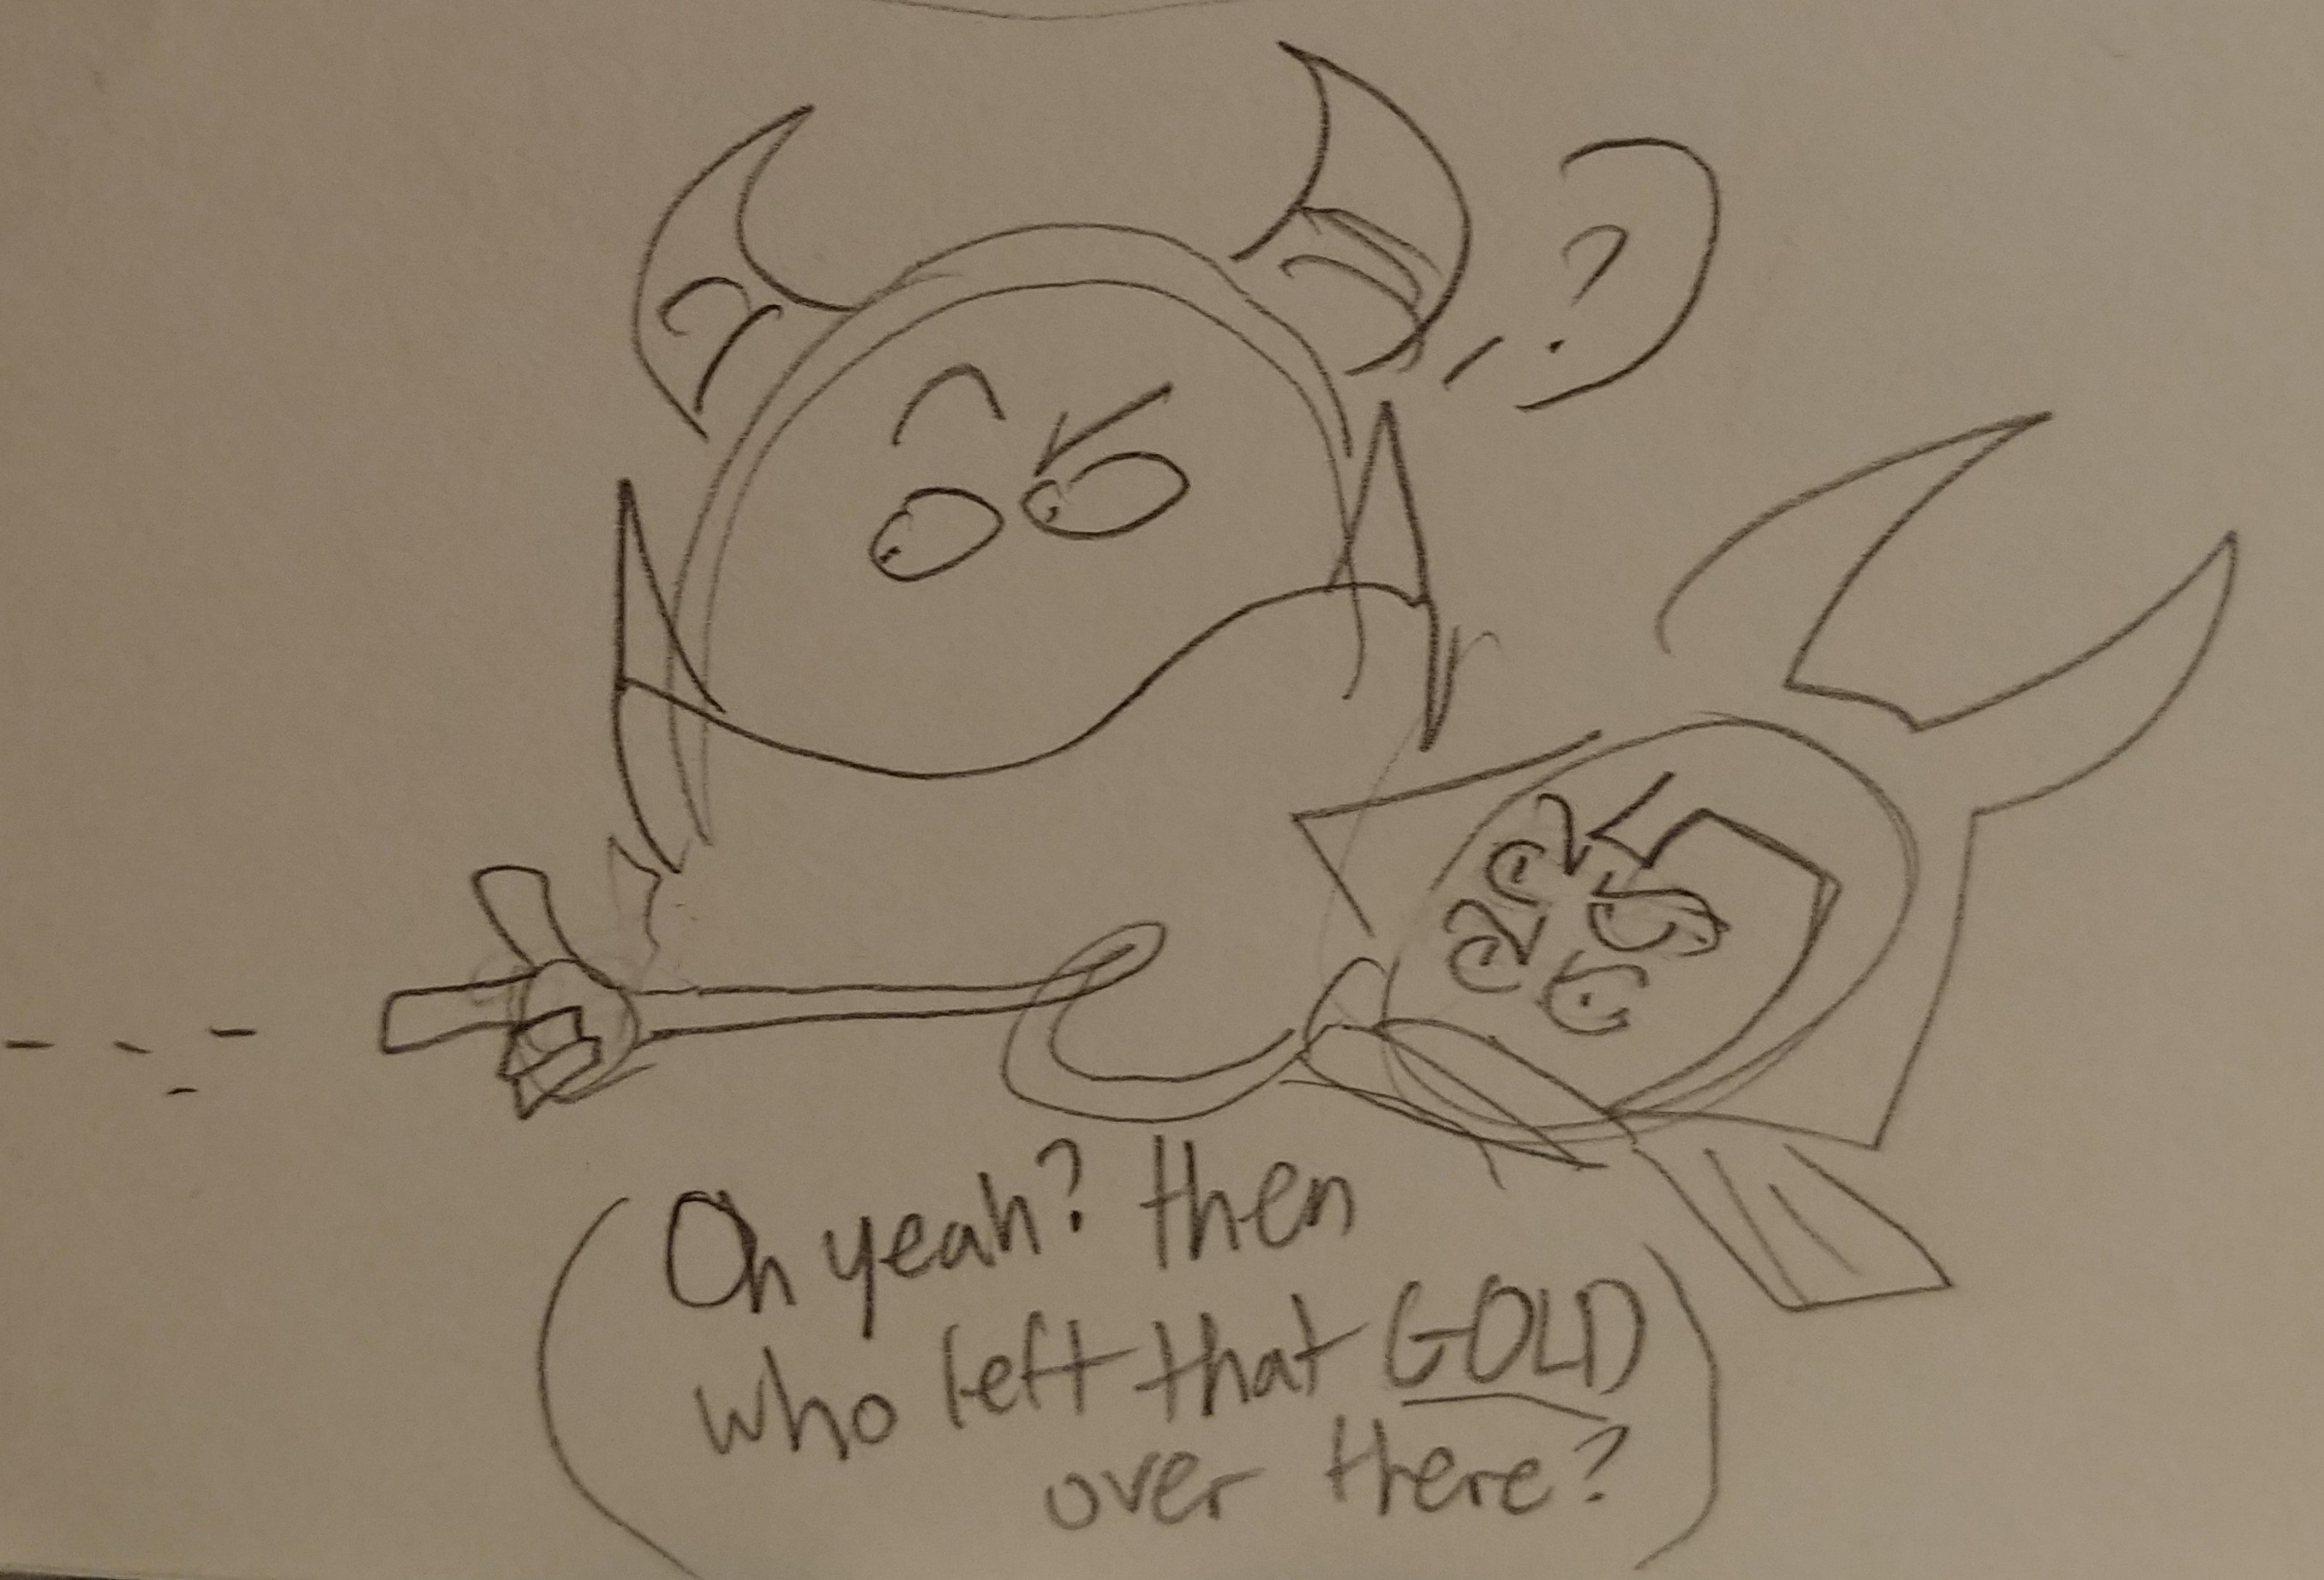 ?
Oh yeah? then
who left that GOLD
over there?